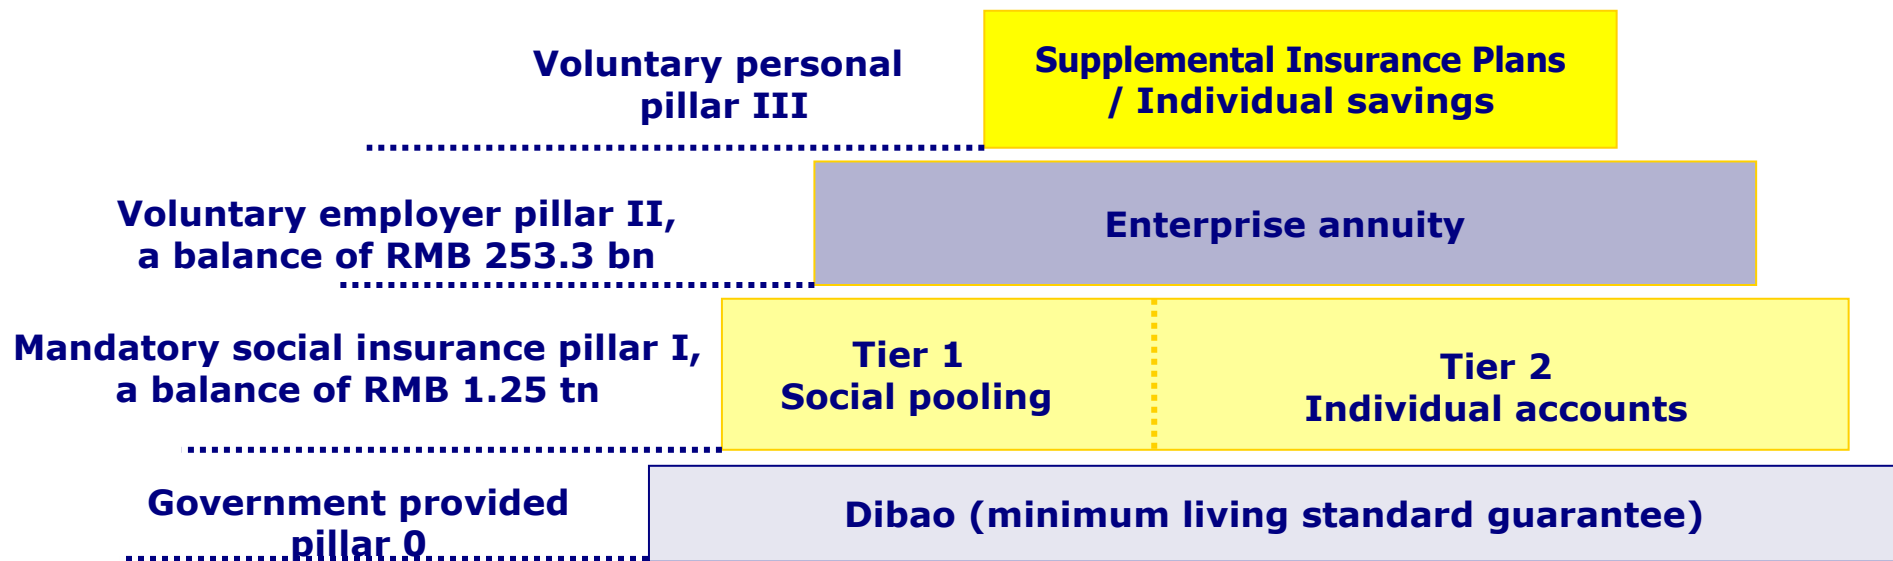 Voluntary personal
pillar III
Supplemental Insurance Plans
/ Individual savings
Voluntary employer pillar II,
a balance of RMB 253.3 bn
Enterprise annuity
Mandatory social insurance pillar I,
a balance of RMB 1.25 tn
Tier 1
Social pooling
Tier 2
Individual accounts
Government provided
pillar 0
Dibao (minimum living standard guarantee)